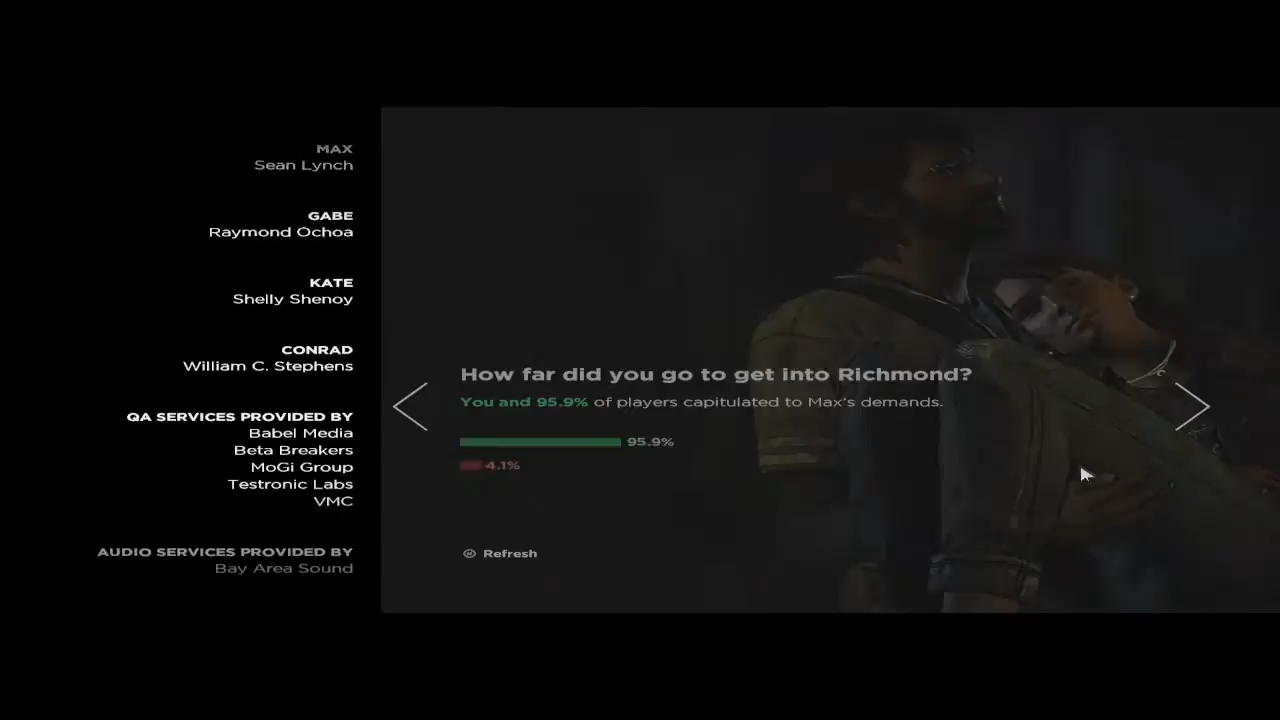 MAX
Sean Lynch
GABE
Raymond Ochoa
KATE
Shelly Shenoy
CONRAD
William C. Stephens
QA SERVICES PROVIDED BY
Babel Media
Beta Breakers
MoGi Group
Testronic Labs
VMC
AUDIO SERVICES PROVIDED BY
Bay Area Sound
How far did you go to get into Richmond?
You and 95.9% of players capitulated to Max's demands.
95.9%
4.1%
Refresh